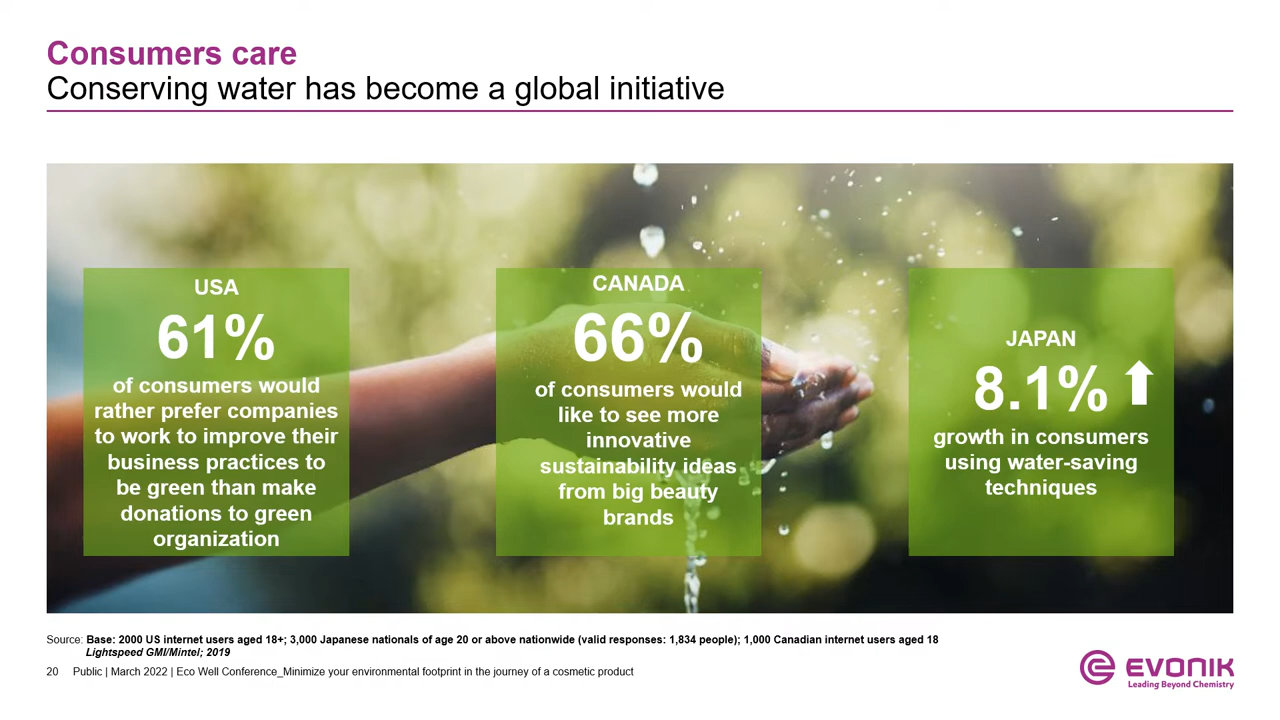 Consumers care
Conserving water has become a global initiative
USA
61%
of consumers would
rather prefer companies
to work to improve their
business practices to
be green than make
donations to green
organization
CANADA
66%
of consumers would
like to see more
innovative
sustainability ideas
from big beauty
brands
JAPAN
8.1%
growth in consumers
using water-saving
techniques
Source: Base: 2000 US internet users aged 18+; 3,000 Japanese nationals of age 20 or above nationwide (valid responses: 1,834 people); 1,000 Canadian internet users aged 18
Lightspeed GMI/Mintel; 2019
20 Public | March 2022 | Eco Well Conference_Minimize your environmental footprint in the journey of a cosmetic product
EVONIK
Leading Beyond Chemistry